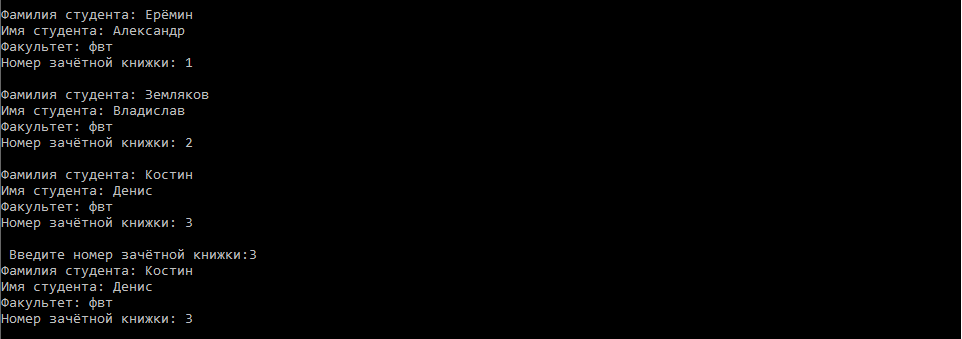 Фамилия студента: Ерёмин
Имя студента: Александр
Факультет: фвт
Номер зачётной книжки: 1
Фамилия студента: Земляков
Имя студента: Владислав
Факультет: фвт
Номер зачётной книжки: 2
Фамилия студента: Костин
Имя студента: Денис
Факультет: фвт
Номер зачётной книжки: 3
Введите номер зачётной книжки:3
Фамилия студента: Костин
Имя студента: Денис
Факультет: фвт
Номер зачётной книжки: 3